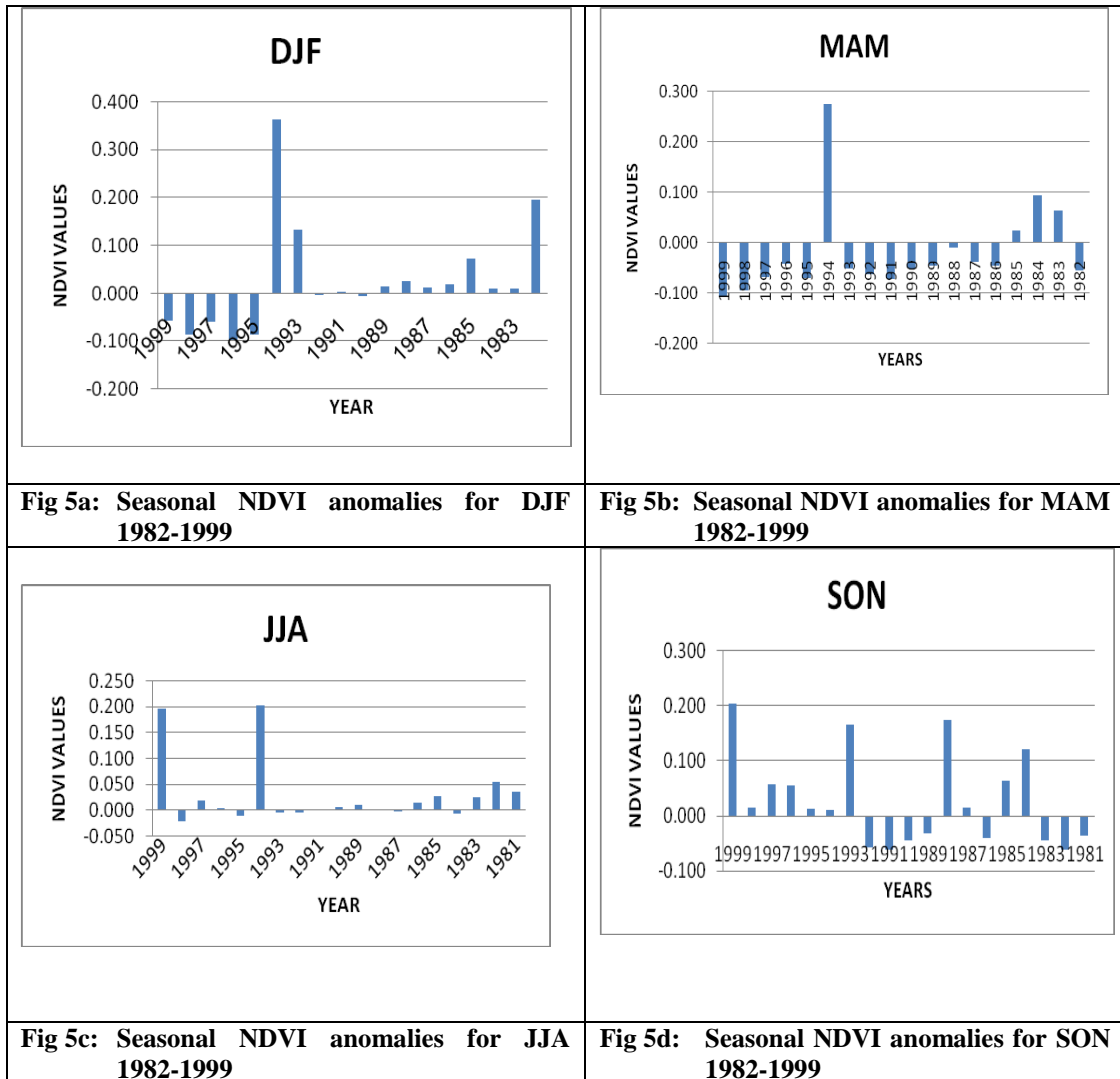 DJF
0.400
0.300
0.200
0.100
0.000
-0.100
-0.200
NDVI VALUES
1999 1997 1995 1993 1991 1989 1987 1985 1983
YEAR
MAM
0.300
0.200
0.100
0.000
-0.100
-0.200
NDVI VALUES
1999 1998 1997 1996 1995 1994 1993 1992 1991 1990 1989 1988 1987 1986 1985 1984 1983 1982
YEARS
Fig 5a: Seasonal NDVI anomalies for DJF
1982-1999
Fig 5b: Seasonal NDVI anomalies for MAM
1982-1999
JJA
0.250
0.200
0.150
0.100
0.050
0.000
-0.050
NDVI VALUES
1999 1997 1995 1993 1991 1989 1987 1985 1983 1981
YEAR
SON
0.300
0.200
0.100
0.000
-0.100
NDVI VALUES
1999 1997 1995 1993 1991 1989 1987 1985 1983 1981
YEARS
Fig 5c: Seasonal NDVI anomalies for JJA
1982-1999
Fig 5d: Seasonal NDVI anomalies for SON
1982-1999